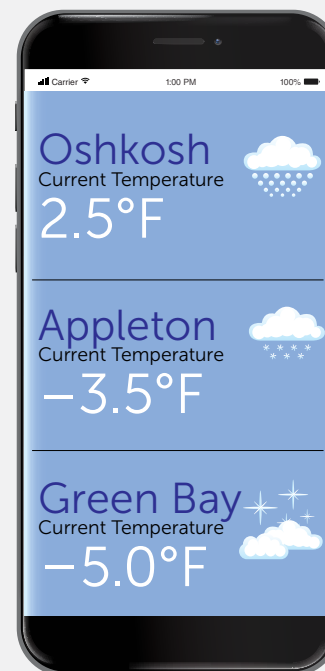 Carrier 1:00 PM 100%
Oshkosh
Current Temperature
2.5°F
Appleton
Current Temperature
−3.5°F
Green Bay
Current Temperature
−5.0°F